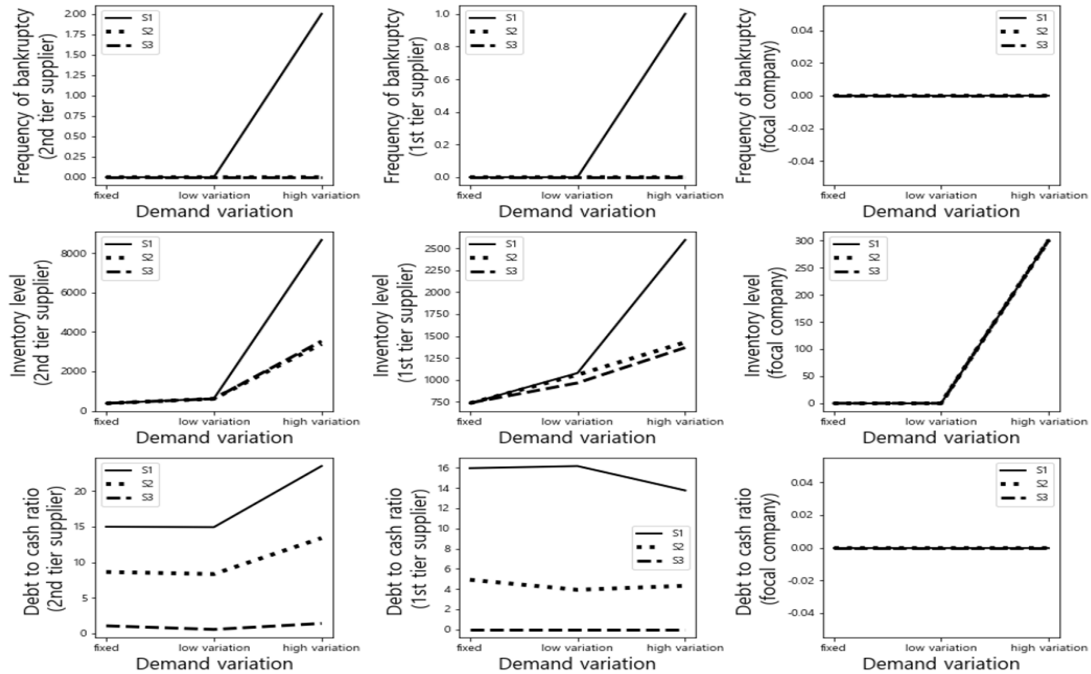 Frequency of bankruptcy
(2nd tier supplier)
2.00
1.75
1.50
1.25
1.00
0.75
0.50
0.25
0.00
S1
S2
S3
fixed
low variation
high variation
Demand variation
Frequency of bankruptcy
(1st tier supplier)
1.0
0.8
0.6
0.4
0.2
0.0
S1
S2
S3
fixed
low variation
high variation
Demand variation
Frequency of bankruptcy
(focal company)
0.04
0.02
0.00
-0.02
-0.04
S1
S2
S3
fixed
low variation
high variation
Demand variation
Inventory level
(2nd tier supplier)
8000
6000
4000
2000
0
S1
S2
S3
fixed
low variation
high variation
Demand variation
Inventory level
(1st tier supplier)
2500
2250
2000
1750
1500
1250
1000
750
S1
S2
S3
fixed
low variation
high variation
Demand variation
Inventory level
(focal company)
300
250
200
150
100
50
0
S1
S2
S3
fixed
low variation
high variation
Demand variation
Debt to cash ratio
(2nd tier supplier)
20
15
10
5
0
S1
S2
S3
fixed
low variation
high variation
Demand variation
Debt to cash ratio
(1st tier supplier)
16
14
12
10
8
6
4
2
0
S1
S2
S3
fixed
low variation
high variation
Demand variation
Debt to cash ratio
(focal company)
0.04
0.02
0.00
-0.02
-0.04
S1
S2
S3
fixed
low variation
high variation
Demand variation